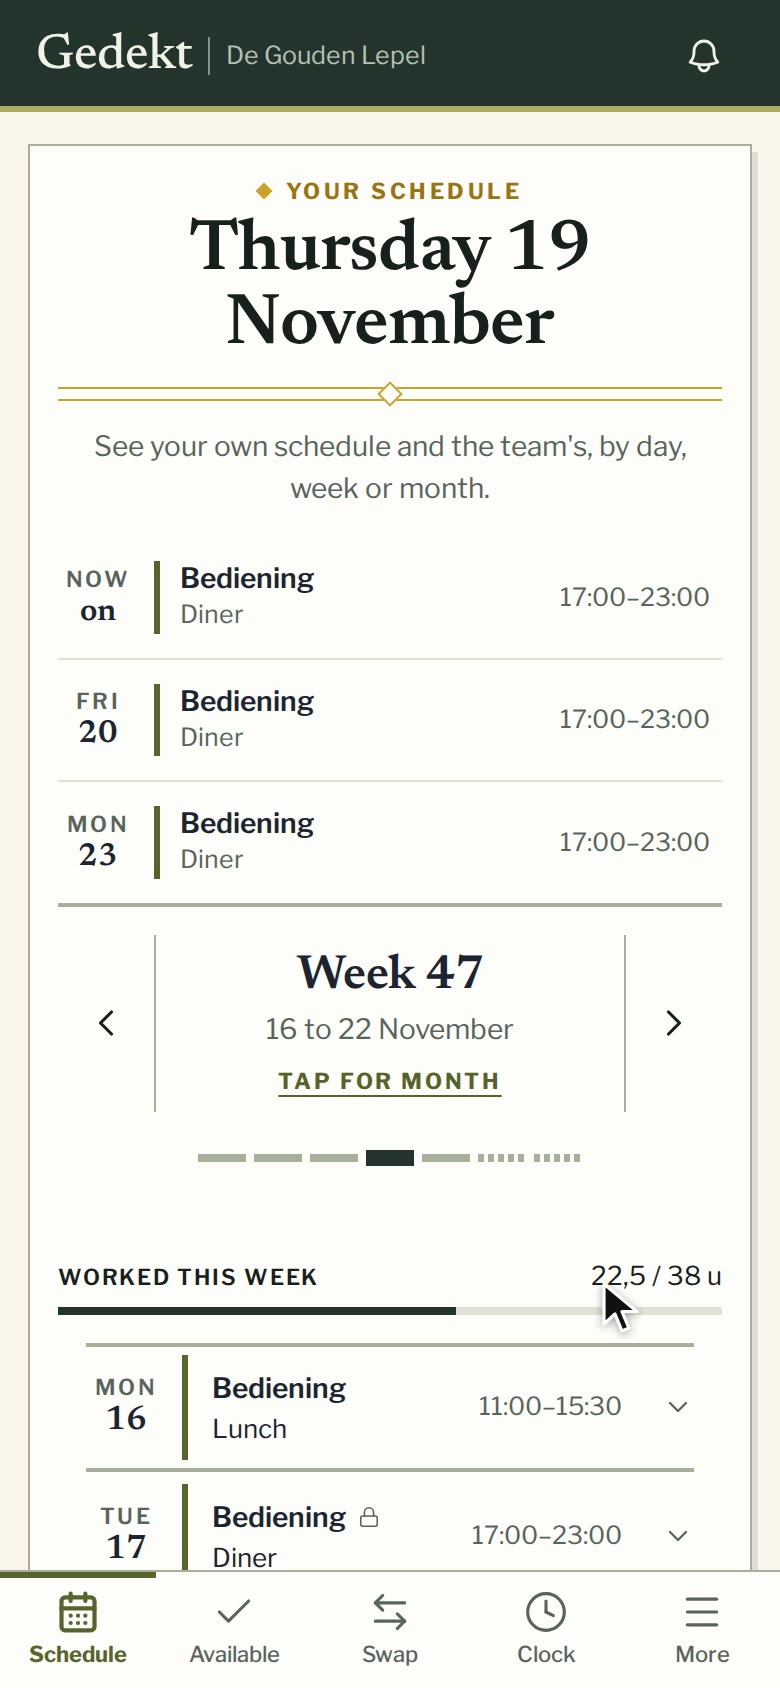 Gedekt
De Gouden Lepel
YOUR SCHEDULE
Thursday 19
November
See your own schedule and the team's, by day,
week or month.
NOW
on
Bediening
Diner
17:00–23:00
FRI
20
Bediening
Diner
17:00–23:00
MON
23
Bediening
Diner
17:00–23:00
Week 47
16 to 22 November
TAP FOR MONTH
WORKED THIS WEEK
22,5 / 38 u
MON
16
Bediening
Lunch
11:00–15:30
TUE
17
Bediening
Diner
17:00–23:00
Schedule
Available
Swap
Clock
More